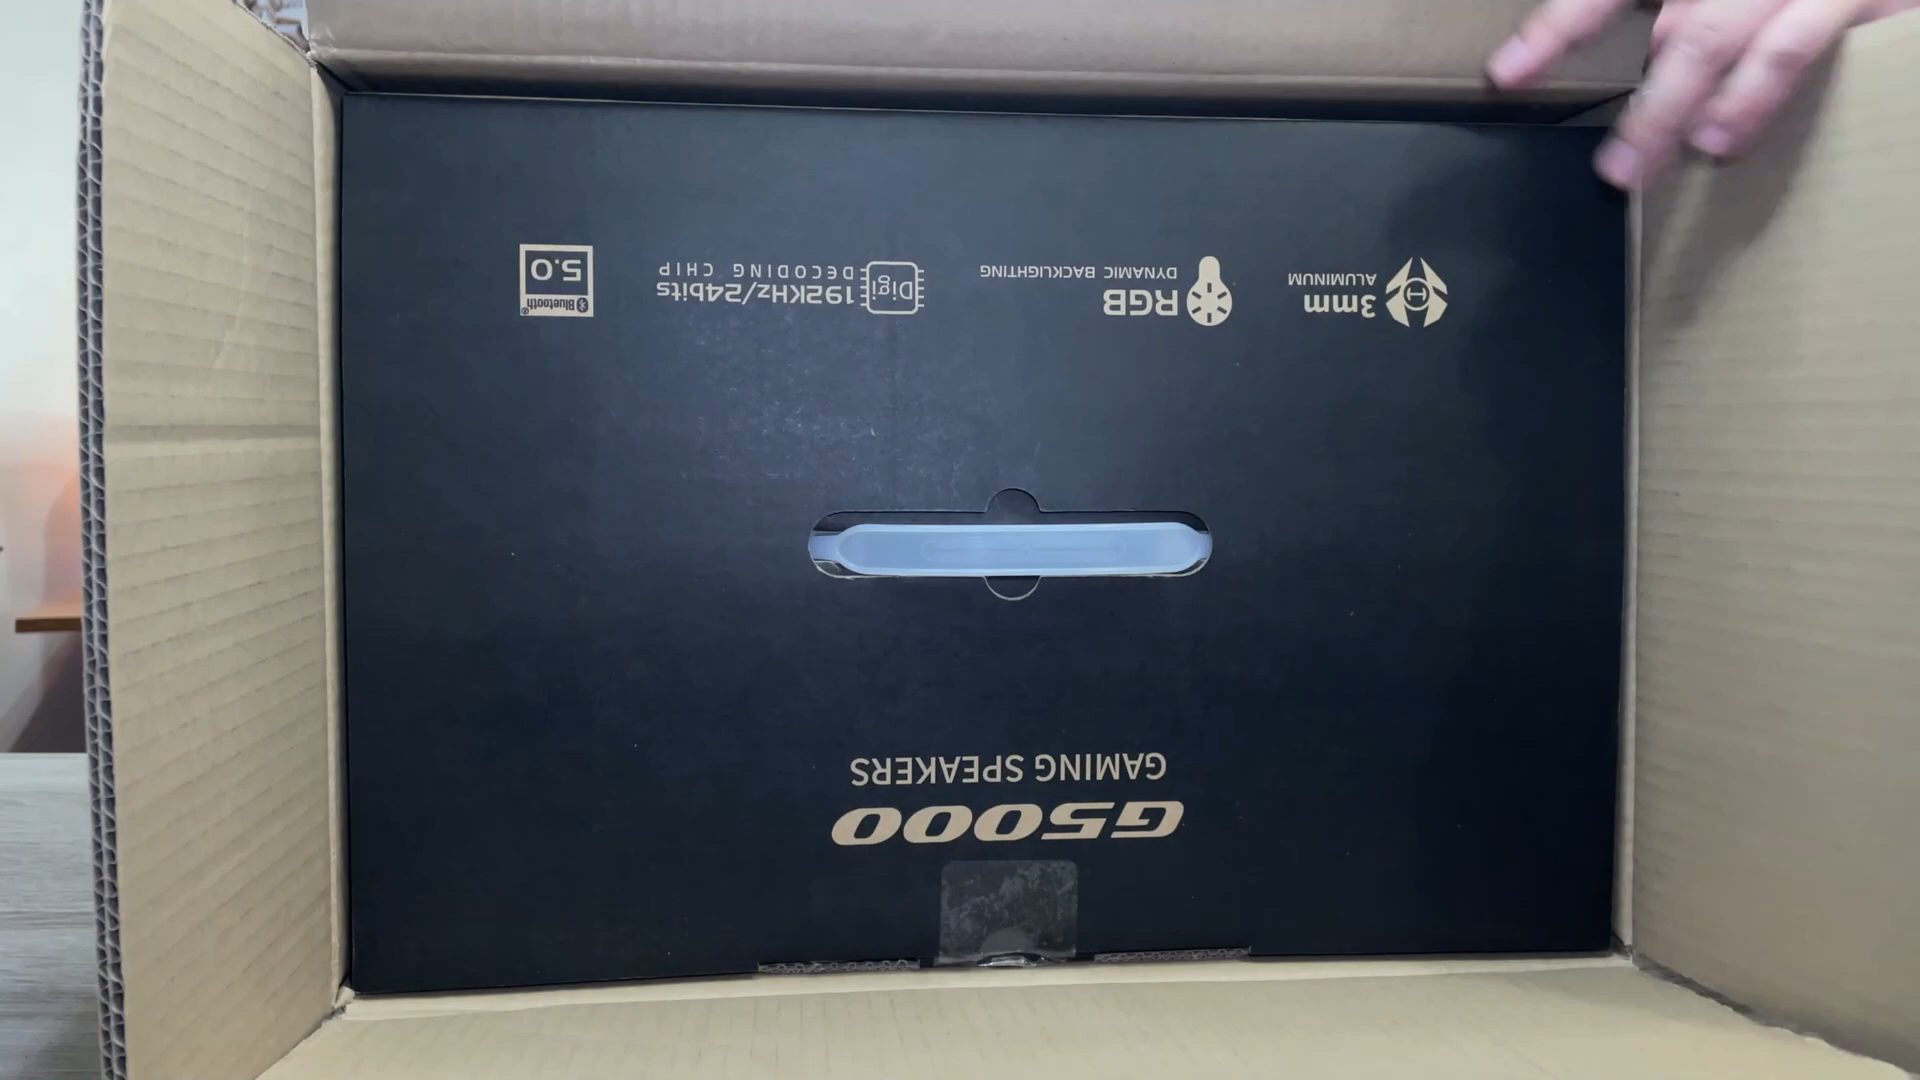 G5000
GAMING SPEAKERS
3mm
ALUMINUM
RGB
DYNAMIC BACKLIGHTING
Digi
192KHz/24bits
DECODING CHIP
Bluetooth®
5.0